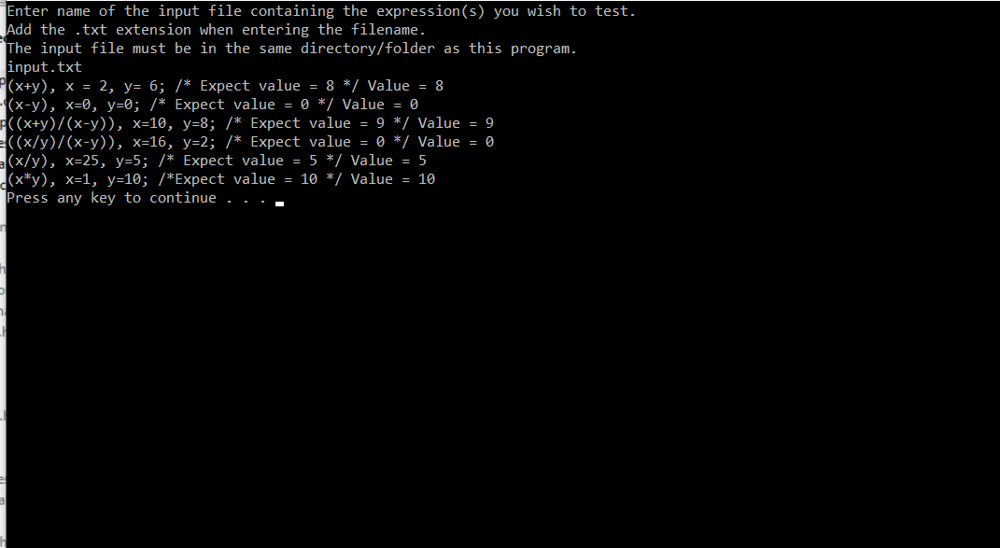 Enter name of the input file containing the expression(s) you wish to test.
Add the .txt extension when entering the filename.
The input file must be in the same directory/folder as this program.
input.txt
(x+y), x = 2, y= 6; /* Expect value = 8 */ Value = 8
(x-y), x=0, y=0; /* Expect value = 0 */ Value = 0
((x+y)/(x-y)), x=10, y=8; /* Expect value = 9 */ Value = 9
((x/y)/(x-y)), x=16, y=2; /* Expect value = 0 */ Value = 0
(x/y), x=25, y=5; /* Expect value = 5 */ Value = 5
(x*y), x=1, y=10; /*Expect value = 10 */ Value = 10
Press any key to continue . . .